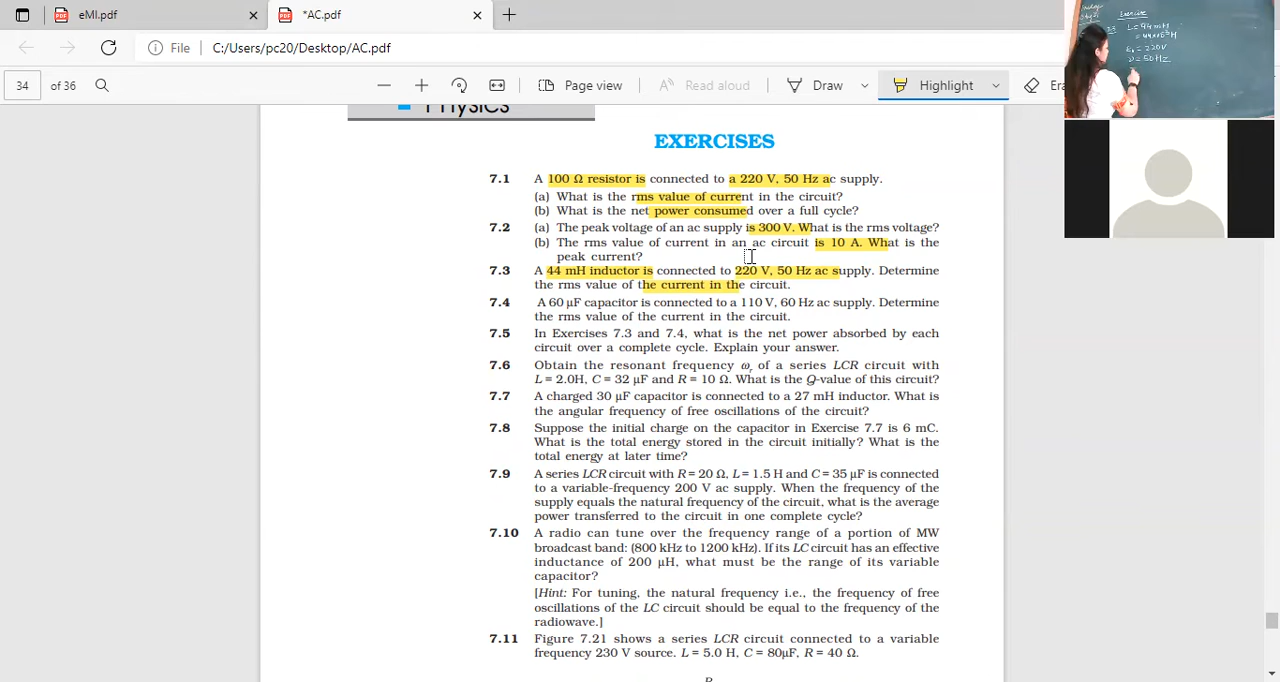 eMl.pdf
*AC.pdf
File C:/Users/pc20/Desktop/AC.pdf
34 of 36 Page view Read aloud Draw Highlight Era
Physics
EXERCISES
7.1 A 100 Ω resistor is connected to a 220 V, 50 Hz ac supply.
(a) What is the rms value of current in the circuit?
(b) What is the net power consumed over a full cycle?
7.2 (a) The peak voltage of an ac supply is 300 V. What is the rms voltage?
(b) The rms value of current in an ac circuit is 10 A. What is the
peak current?
7.3 A 44 mH inductor is connected to 220 V, 50 Hz ac supply. Determine
the rms value of the current in the circuit.
7.4 A 60 μF capacitor is connected to a 110 V, 60 Hz ac supply. Determine
the rms value of the current in the circuit.
7.5 In Exercises 7.3 and 7.4, what is the net power absorbed by each
circuit over a complete cycle. Explain your answer.
7.6 Obtain the resonant frequency ωr of a series LCR circuit with
L = 2.0H, C = 32 μF and R = 10 Ω. What is the Q-value of this circuit?
7.7 A charged 30 μF capacitor is connected to a 27 mH inductor. What is
the angular frequency of free oscillations of the circuit?
7.8 Suppose the initial charge on the capacitor in Exercise 7.7 is 6 mC.
What is the total energy stored in the circuit initially? What is the
total energy at later time?
7.9 A series LCR circuit with R = 20 Ω, L = 1.5 H and C = 35 μF is connected
to a variable-frequency 200 V ac supply. When the frequency of the
supply equals the natural frequency of the circuit, what is the average
power transferred to the circuit in one complete cycle?
7.10 A radio can tune over the frequency range of a portion of MW
broadcast band: (800 kHz to 1200 kHz). If its LC circuit has an effective
inductance of 200 μH, what must be the range of its variable
capacitor?
[Hint: For tuning, the natural frequency i.e., the frequency of free
oscillations of the LC circuit should be equal to the frequency of the
radiowave.]
7.11 Figure 7.21 shows a series LCR circuit connected to a variable
frequency 230 V source. L = 5.0 H, C = 80μF, R = 40 Ω.
R
Exercise
= 220V
= 50 Hz